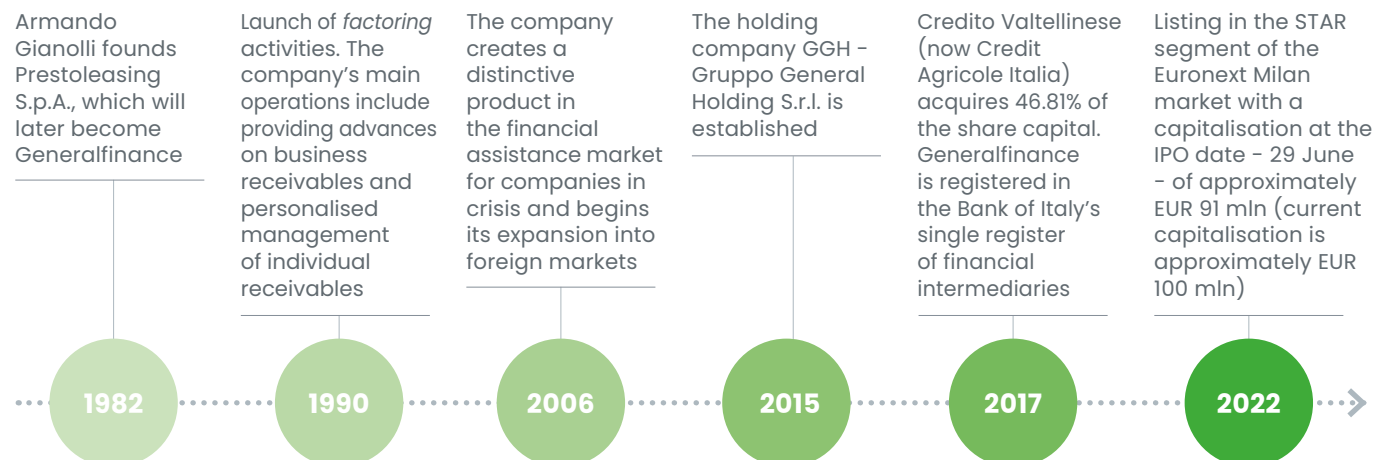 Armando
Gianolli founds
Prestoleasing
S.p.A., which will
later become
Generalfinance
1982
Launch of factoring
activities. The
company’s main
operations include
providing advances
on business
receivables and
personalised
management
of individual
receivables
1990
The company
creates a
distinctive
product in
the financial
assistance market
for companies in
crisis and begins
its expansion into
foreign markets
2006
The holding
company GGH -
Gruppo General
Holding S.r.l. is
established
2015
Credito Valtellinese
(now Credit
Agricole Italia)
acquires 46.81% of
the share capital.
Generalfinance
is registered in
the Bank of Italy’s
single register
of financial
intermediaries
2017
Listing in the STAR
segment of the
Euronext Milan
market with a
capitalisation at the
IPO date - 29 June
- of approximately
EUR 91 mln (current
capitalisation is
approximately EUR
100 mln)
2022